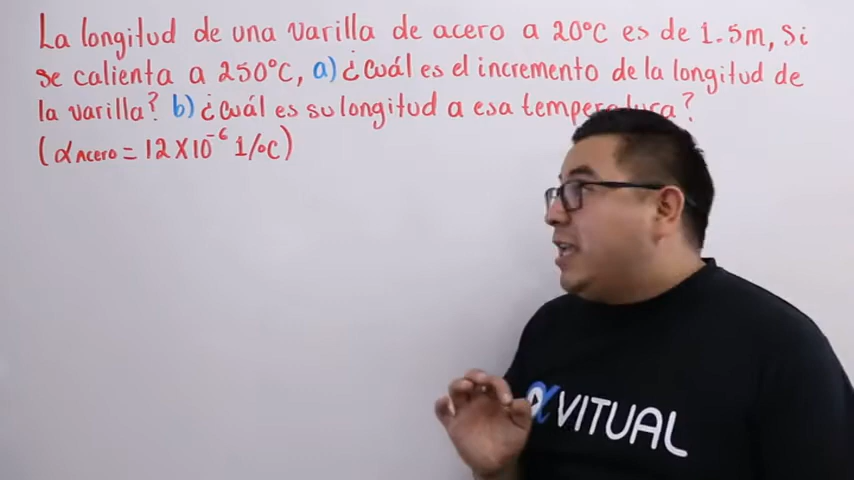 La longitud de una varilla de acero a 20°C es de 1.5m, Si
se calienta a 250°C, a) ¿Cuál es el incremento de la longitud de
la varilla? b) ¿Cuál es su longitud a esa temperatura?
(α Acero = 12 X 10⁻⁶ 1/°C)
αVITUAL